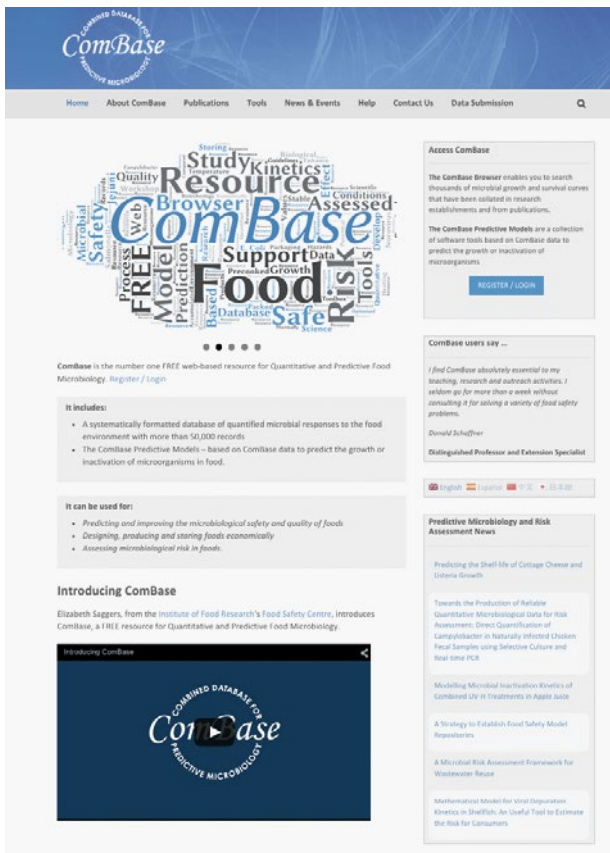 COMBINED DATABASE FOR
ComBase
PREDICTIVE MICROBIOLOGY
Home About ComBase Publications Tools News & Events Help Contact Us Data Submission
Storing
Study
Kinetics
Quality
Resource
Browser
Conditions
Assessed
Microbial
Safety
ComBase
Effect
Web
FREE
Process
Model
Prediction
Support
Data
Precooked
Growth
Food
Risk
Tools
Based
Database
Safe
Science
ComBase is the number one FREE web-based resource for Quantitative and Predictive Food
Microbiology. Register / Login
It includes:
• A systematically formatted database of quantified microbial responses to the food
environment with more than 50,000 records
• The ComBase Predictive Models – based on ComBase data to predict the growth or
inactivation of microorganisms in food.
It can be used for:
• Predicting and improving the microbiological safety and quality of foods
• Designing, producing and storing foods economically
• Assessing microbiological risk in foods.
Introducing ComBase
Elizabeth Saggers, from the Institute of Food Research's Food Safety Centre, introduces
ComBase, a FREE resource for Quantitative and Predictive Food Microbiology.
Introducing ComBase
COMBINED DATABASE FOR
ComBase
PREDICTIVE MICROBIOLOGY
Access ComBase
The ComBase Browser enables you to search
thousands of microbial growth and survival curves
that have been collated in research
establishments and from publications.
The ComBase Predictive Models are a collection
of software tools based on ComBase data to
predict the growth or inactivation of
microorganisms
REGISTER / LOGIN
ComBase users say ...
I find ComBase absolutely essential to my
teaching, research and outreach activities. I
seldom go for more than a week without
consulting it for solving a variety of food safety
problems.
Donald Schaffner
Distinguished Professor and Extension Specialist
English Español 中文 日本語
Predictive Microbiology and Risk
Assessment News
Predicting the Shelf-life of Cottage Cheese and
Listeria Growth
Towards the Production of Reliable
Quantitative Microbiological Data for Risk
Assessment: Direct Quantification of
Campylobacter in Naturally Infected Chicken
Fecal Samples using Selective Culture and
Real-time PCR
Modelling Microbial Inactivation Kinetics of
Combined UV-H Treatments in Apple Juice
A Strategy to Establish Food Safety Model
Repositories
A Microbial Risk Assessment Framework for
Wastewater Reuse
Mathematical Model for Viral Depuration
Kinetics in Shellfish: An Useful Tool to Estimate
the Risk for Consumers